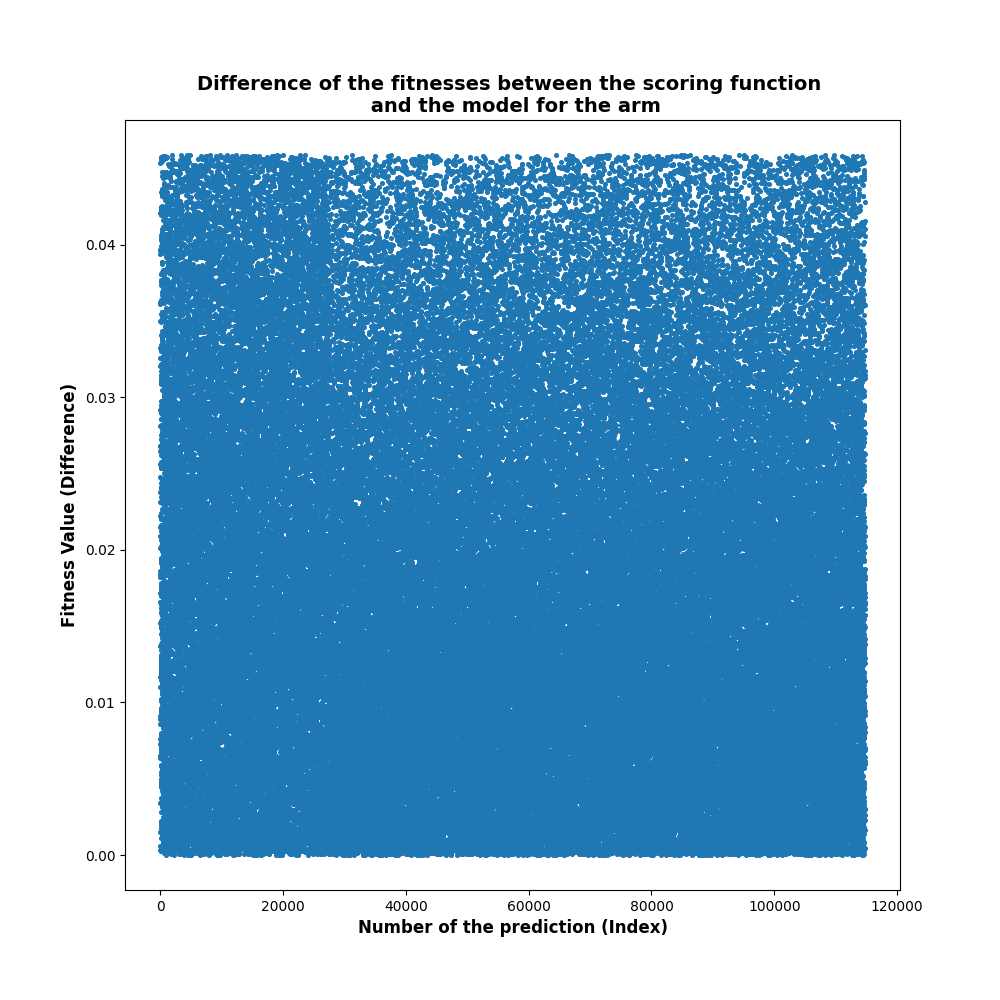 Difference of the fitnesses between the scoring function
and the model for the arm
Fitness Value (Difference)
0.04
0.03
0.02
0.01
0.00
0 20000 40000 60000 80000 100000 120000
Number of the prediction (Index)